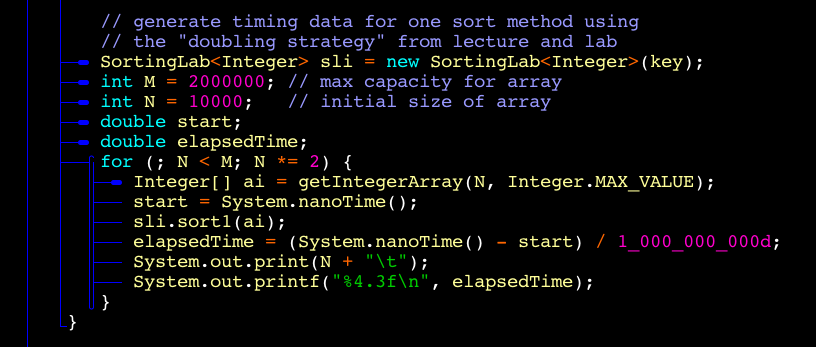 // generate timing data for one sort method using
// the "doubling strategy" from lecture and lab
SortingLab<Integer> sli = new SortingLab<Integer>(key);
int M = 2000000; // max capacity for array
int N = 10000;   // initial size of array
double start;
double elapsedTime;
for (; N < M; N *= 2) {
Integer[] ai = getIntegerArray(N, Integer.MAX_VALUE);
start = System.nanoTime();
sli.sort1(ai);
elapsedTime = (System.nanoTime() - start) / 1_000_000_000d;
System.out.print(N + "\t");
System.out.printf("%4.3f\n", elapsedTime);
}
}